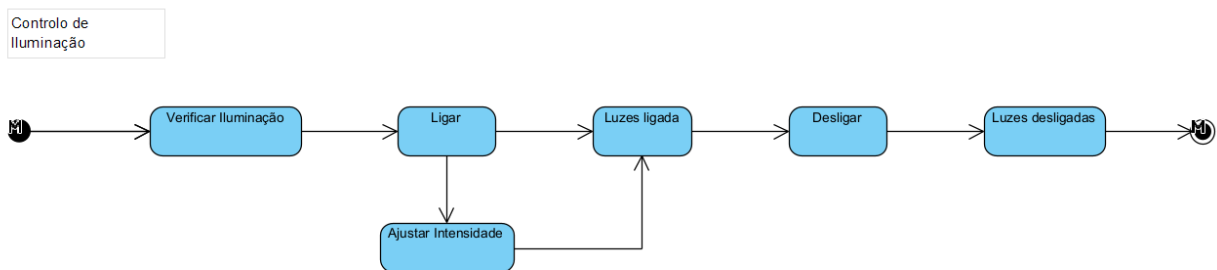 Controlo de
Iluminação
Verificar Iluminação
Ligar
Luzes ligada
Desligar
Luzes desligadas
M
M
Ajustar Intensidade